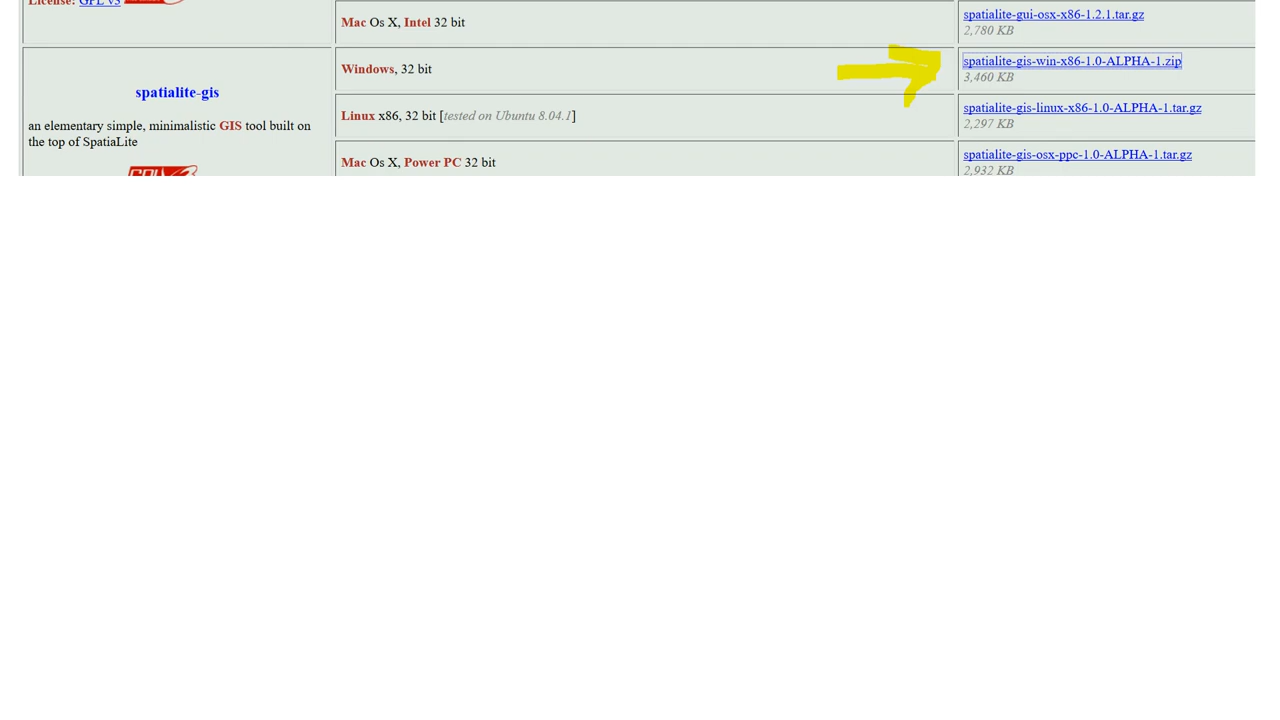 License: GPL v3
Mac Os X, Intel 32 bit
spatialite-gui-osx-x86-1.2.1.tar.gz
2,780 KB
spatialite-gis
an elementary simple, minimalistic GIS tool built on
the top of SpatiaLite
Windows, 32 bit
spatialite-gis-win-x86-1.0-ALPHA-1.zip
3,460 KB
Linux x86, 32 bit [tested on Ubuntu 8.04.1]
spatialite-gis-linux-x86-1.0-ALPHA-1.tar.gz
2,297 KB
Mac Os X, Power PC 32 bit
spatialite-gis-osx-ppc-1.0-ALPHA-1.tar.gz
2,932 KB